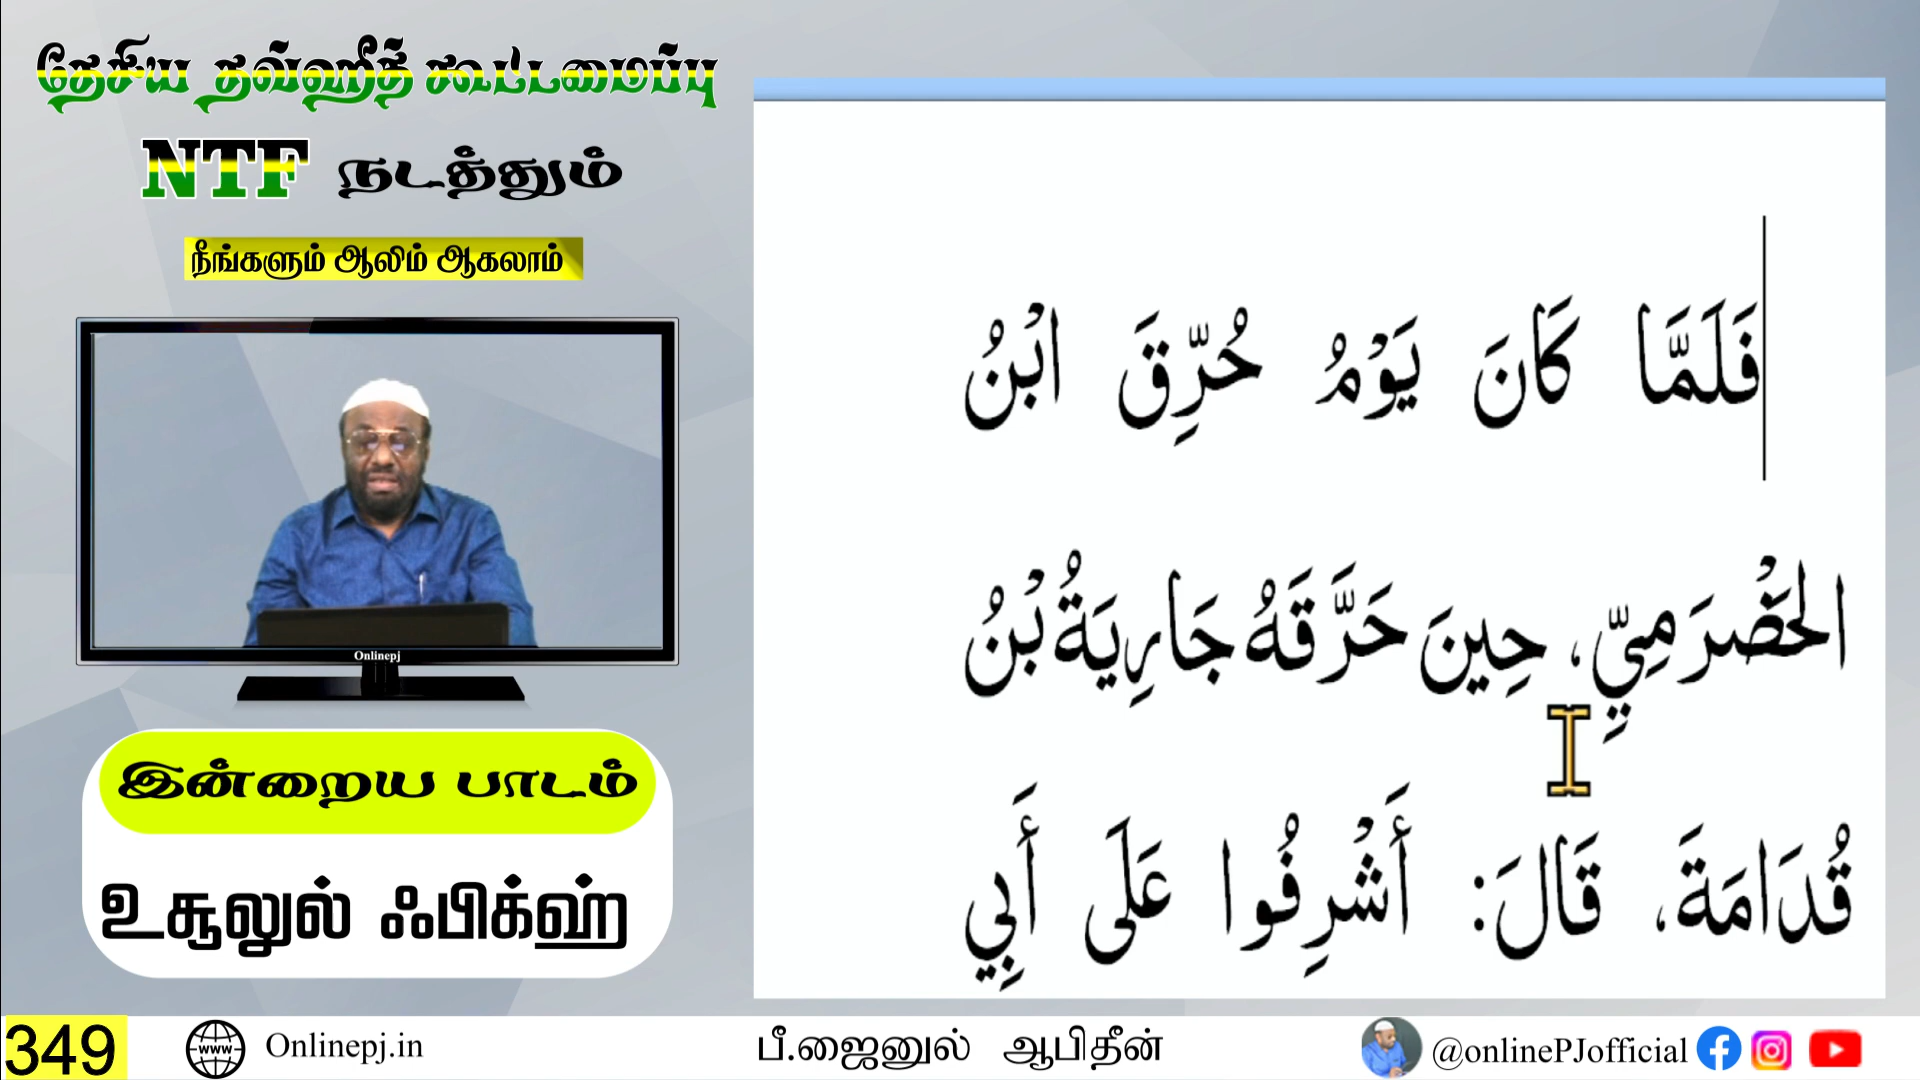 தேசிய தவ்ஹீத் கூட்டமைப்பு
NTF நடத்தும்
நீங்களும் ஆலிம் ஆகலாம்
Onlinepj
இன்றைய பாடம்
உசூலுல் ஃபிக்ஹ்
فَلَمَّا كَانَ يَوْمُ حُرِّقَ ابْنُ
الحَضْرَمِيِّ، حِينَ حَرَّقَهُ جَارِيَةُ بْنُ
قُدَامَةَ، قَالَ: أَشْرِفُوا عَلَى أَبِي
349
www
Onlinepj.in
பீ.ஜைனுல் ஆபிதீன்
@onlinePJofficial